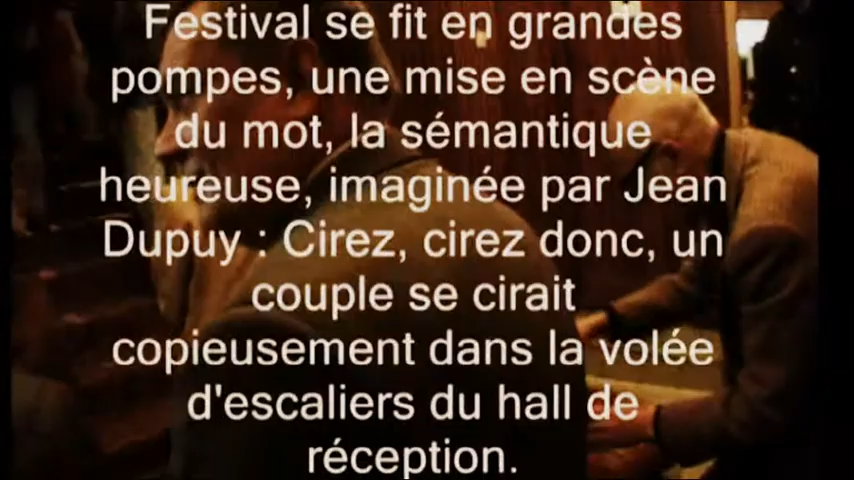 Festival se fit en grandes
pompes, une mise en scène
du mot, la sémantique
heureuse, imaginée par Jean
Dupuy : Cirez, cirez donc, un
couple se cirait
copieusement dans la volée
d'escaliers du hall de
réception.